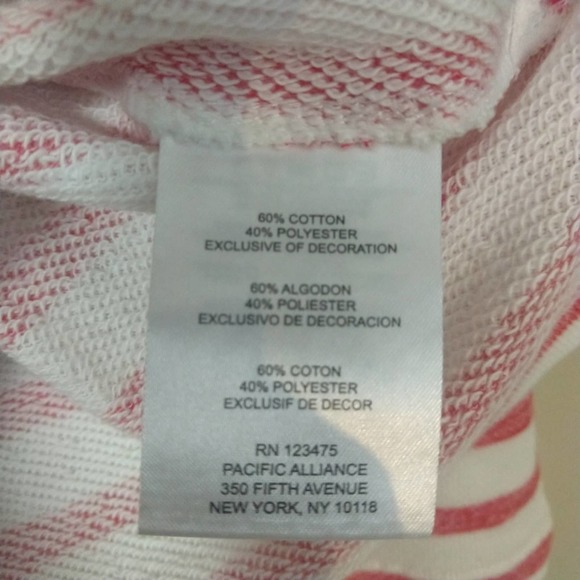 60% COTTON
40% POLYESTER
EXCLUSIVE OF DECORATION
60% ALGODON
40% POLIESTER
EXCLUSIVO DE DECORACION
60% COTON
40% POLYESTER
EXCLUSIF DE DECOR
RN 123475
PACIFIC ALLIANCE
350 FIFTH AVENUE
NEW YORK, NY 10118